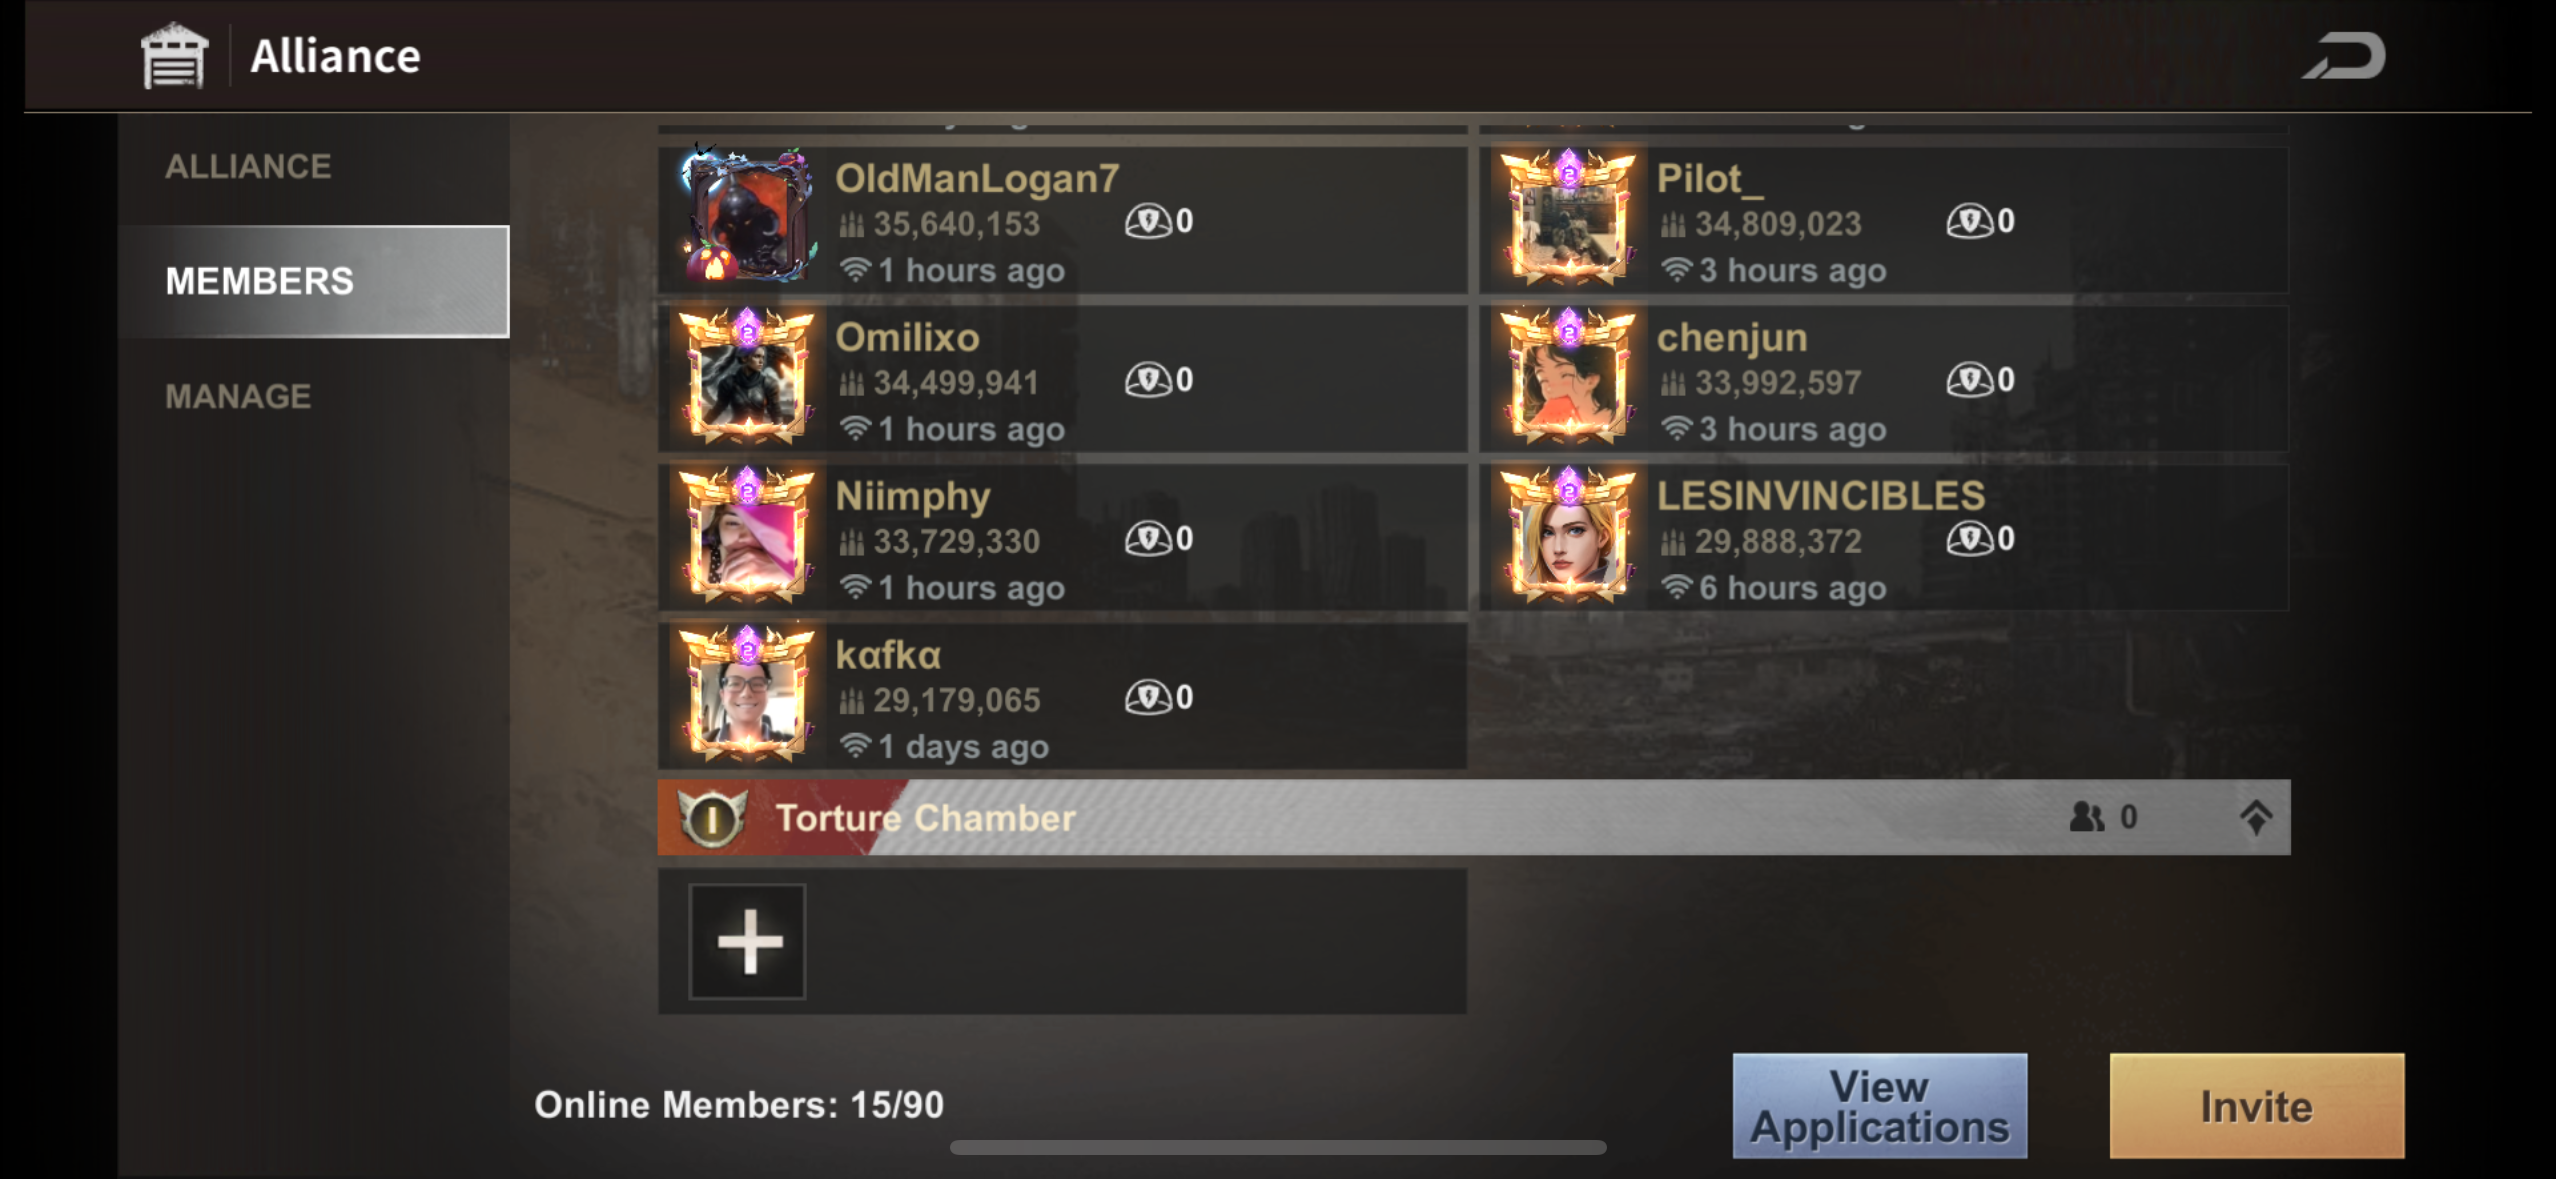 Alliance
ALLIANCE
MEMBERS
MANAGE
OldManLogan7
35,640,153
0
1 hours ago
Pilot_
34,809,023
0
3 hours ago
Omilixo
34,499,941
0
1 hours ago
chenjun
33,992,597
0
3 hours ago
Niimphy
33,729,330
0
1 hours ago
LESINVINCIBLES
29,888,372
0
6 hours ago
kαfkα
29,179,065
0
1 days ago
I
Torture Chamber
0
Online Members: 15/90
View
Applications
Invite